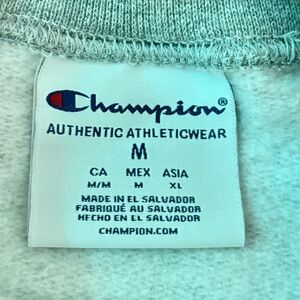 Champion®
AUTHENTIC ATHLETICWEAR
M
CA MEX ASIA
M/M M XL
MADE IN EL SALVADOR
FABRIQUÉ AU SALVADOR
HECHO EN EL SALVADOR
CHAMPION.COM